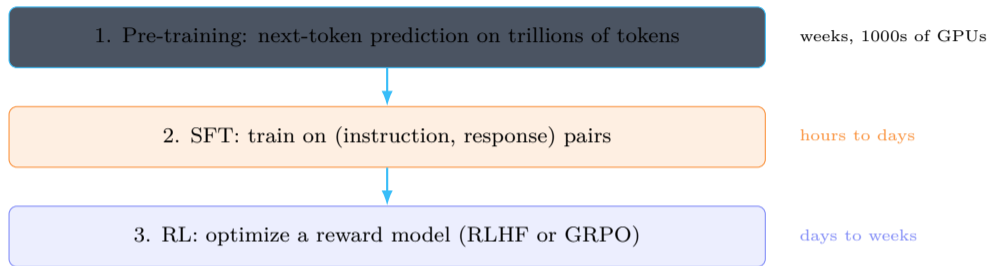 1. Pre-training: next-token prediction on trillions of tokens
weeks, 1000s of GPUs
2. SFT: train on (instruction, response) pairs
hours to days
3. RL: optimize a reward model (RLHF or GRPO)
days to weeks